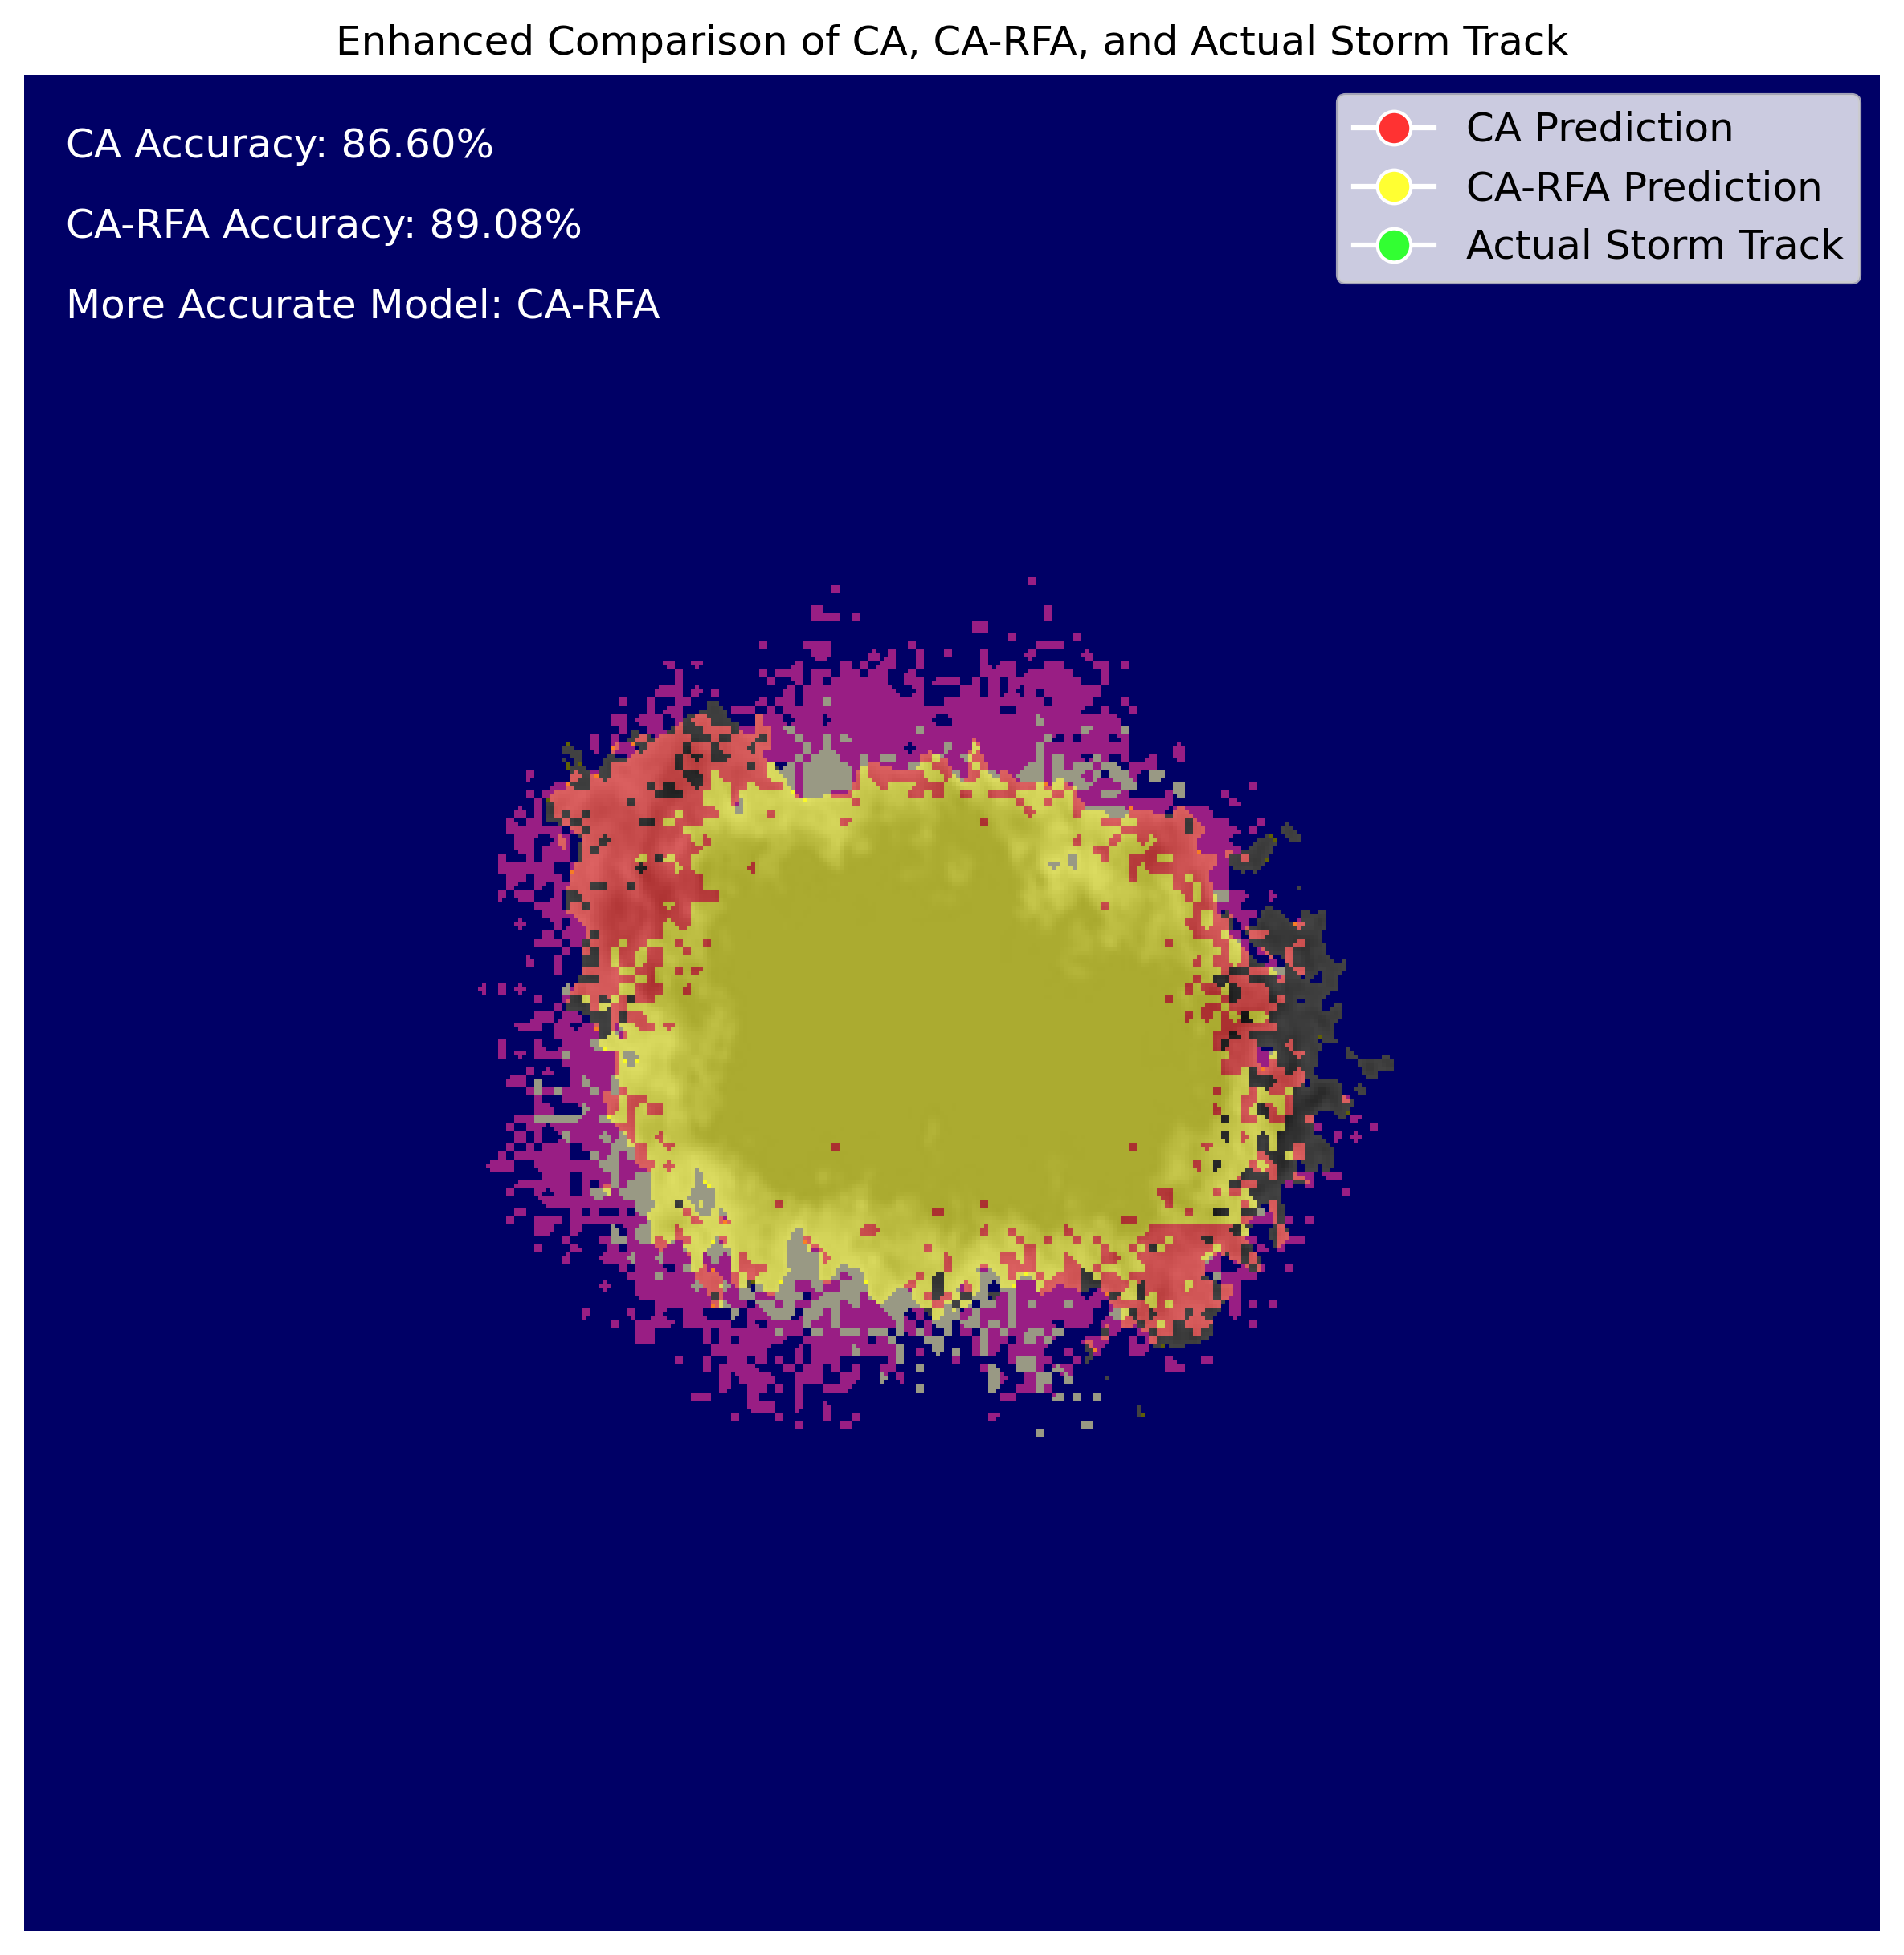 Enhanced Comparison of CA, CA-RFA, and Actual Storm Track
CA Accuracy: 86.60%
CA-RFA Accuracy: 89.08%
More Accurate Model: CA-RFA
CA Prediction
CA-RFA Prediction
Actual Storm Track